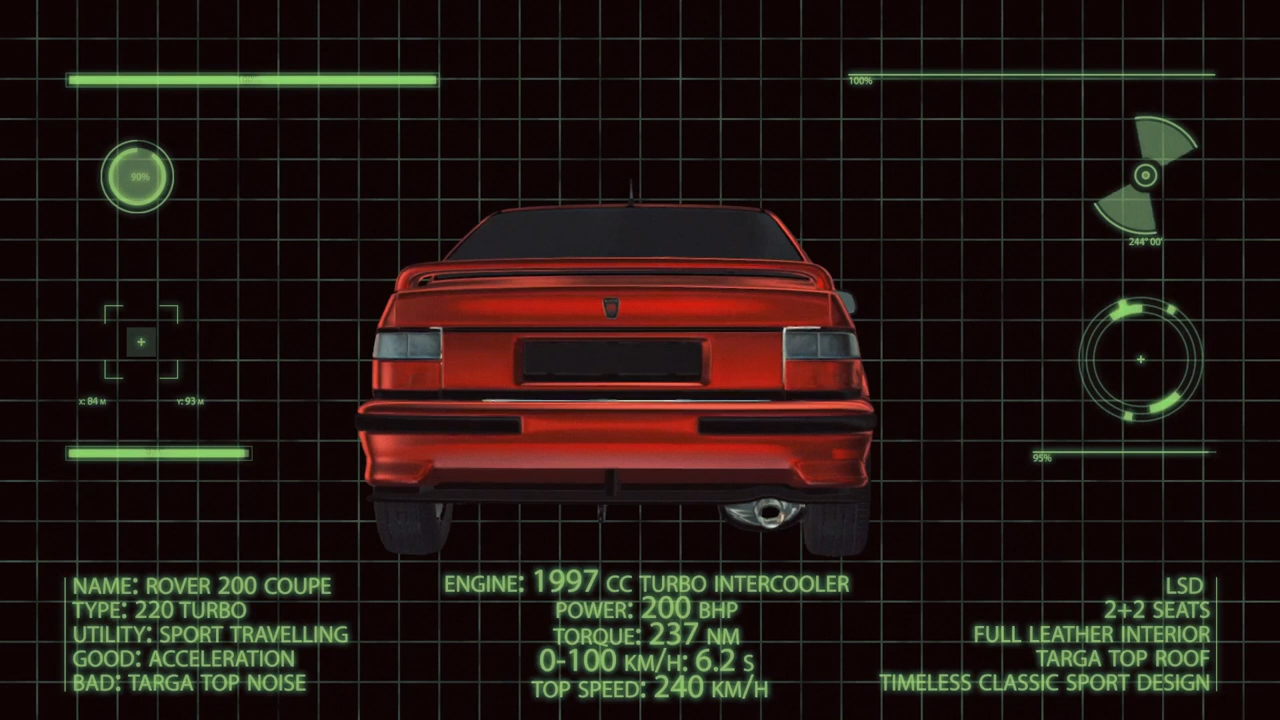 100%
90%
244° 00'
X: 84 M
Y: 93 M
95%
NAME: ROVER 200 COUPE
TYPE: 220 TURBO
UTILITY: SPORT TRAVELLING
GOOD: ACCELERATION
BAD: TARGA TOP NOISE
ENGINE: 1997 CC TURBO INTERCOOLER
POWER: 200 BHP
TORQUE: 237 NM
0-100 KM/H: 6.2 S
TOP SPEED: 240 KM/H
LSD
2+2 SEATS
FULL LEATHER INTERIOR
TARGA TOP ROOF
TIMELESS CLASSIC SPORT DESIGN